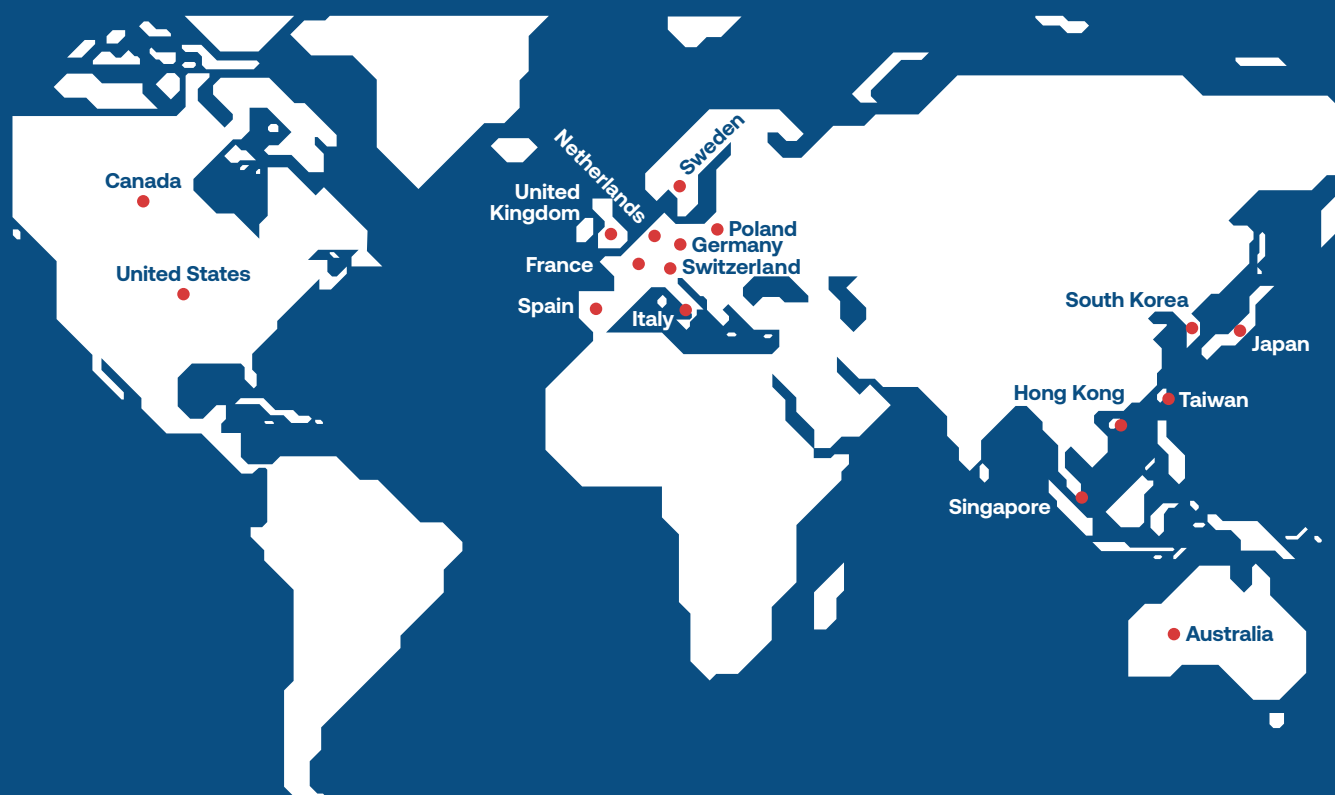 Canada
United States
Netherlands
Sweden
United
Kingdom
Poland
Germany
France
Switzerland
Spain
Italy
South Korea
Japan
Hong Kong
Taiwan
Singapore
Australia